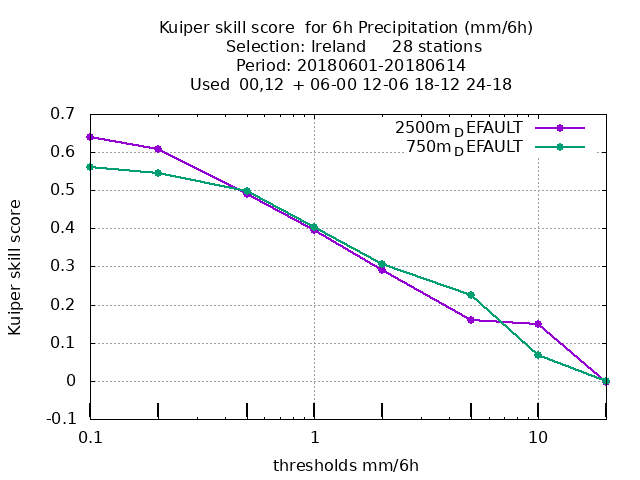 Kuiper skill score  for 6h Precipitation (mm/6h)
Selection: Ireland     28 stations
Period: 20180601-20180614
Used  00,12  + 06-00 12-06 18-12 24-18
2500m_DEFAULT
750m_DEFAULT
Kuiper skill score
0.7
0.6
0.5
0.4
0.3
0.2
0.1
0
-0.1
0.1 1 10
thresholds mm/6h